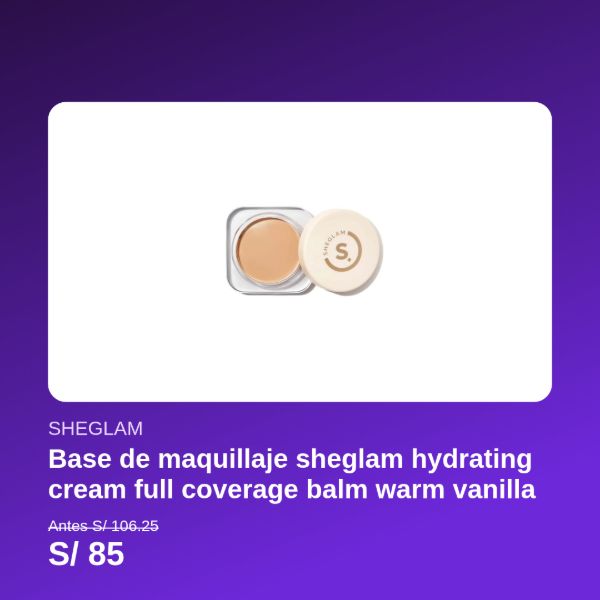 SHEGLAM
S.
SHEGLAM
Base de maquillaje sheglam hydrating
cream full coverage balm warm vanilla
Antes S/ 106.25
S/ 85